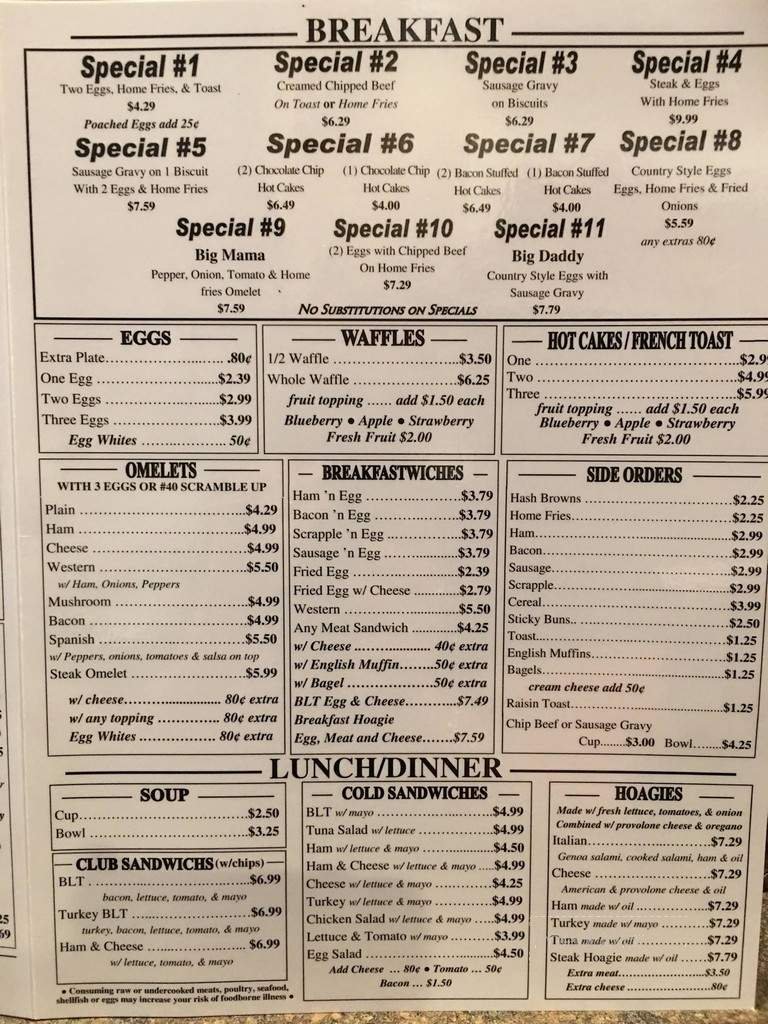 BREAKFAST
Special #1
Two Eggs, Home Fries, & Toast
$4.29
Poached Eggs add 25¢
Special #2
Creamed Chipped Beef
On Toast or Home Fries
$6.29
Special #3
Sausage Gravy
on Biscuits
$6.29
Special #4
Steak & Eggs
With Home Fries
$9.99
Special #5
Sausage Gravy on 1 Biscuit
With 2 Eggs & Home Fries
$7.59
Special #6
(2) Chocolate Chip (1) Chocolate Chip
Hot Cakes Hot Cakes
$6.49 $4.00
Special #7
(2) Bacon Stuffed (1) Bacon Stuffed
Hot Cakes Hot Cakes
$6.49 $4.00
Special #8
Country Style Eggs
Eggs, Home Fries & Fried
Onions
$5.59
any extras 80¢
Special #9
Big Mama
Pepper, Onion, Tomato & Home
fries Omelet
$7.59
Special #10
(2) Eggs with Chipped Beef
On Home Fries
$7.29
Special #11
Big Daddy
Country Style Eggs with
Sausage Gravy
$7.79
No Substitutions on Specials
EGGS
Extra Plate .80¢
One Egg $2.39
Two Eggs $2.99
Three Eggs $3.99
Egg Whites 50¢
WAFFLES
1/2 Waffle $3.50
Whole Waffle $6.25
fruit topping ...... add $1.50 each
Blueberry ● Apple ● Strawberry
Fresh Fruit $2.00
HOT CAKES / FRENCH TOAST
One $2.9
Two $4.99
Three $5.99
fruit topping ...... add $1.50 each
Blueberry ● Apple ● Strawberry
Fresh Fruit $2.00
OMELETS
WITH 3 EGGS OR #40 SCRAMBLE UP
Plain $4.29
Ham $4.99
Cheese $4.99
Western $5.50
w/ Ham, Onions, Peppers
Mushroom $4.99
Bacon $4.99
Spanish $5.50
w/ Peppers, onions, tomatoes & salsa on top
Steak Omelet $5.99
w/ cheese 80¢ extra
w/ any topping 80¢ extra
Egg Whites 80¢ extra
BREAKFASTWICHES
Ham 'n Egg $3.79
Bacon 'n Egg $3.79
Scrapple 'n Egg $3.79
Sausage 'n Egg $3.79
Fried Egg $2.39
Fried Egg w/ Cheese $2.79
Western $5.50
Any Meat Sandwich $4.25
w/ Cheese 40¢ extra
w/ English Muffin 50¢ extra
w/ Bagel 50¢ extra
BLT Egg & Cheese $7.49
Breakfast Hoagie
Egg, Meat and Cheese $7.59
SIDE ORDERS
Hash Browns $2.25
Home Fries $2.25
Ham $2.99
Bacon $2.99
Sausage $2.99
Scrapple $2.99
Cereal $3.99
Sticky Buns $2.50
Toast $1.25
English Muffins $1.25
Bagels $1.25
cream cheese add 50¢
Raisin Toast $1.25
Chip Beef or Sausage Gravy
Cup $3.00 Bowl $4.25
LUNCH/DINNER
SOUP
Cup $2.50
Bowl $3.25
CLUB SANDWICHS (w/chips)
BLT $6.99
bacon, lettuce, tomato, & mayo
Turkey BLT $6.99
turkey, bacon, lettuce, tomato, & mayo
Ham & Cheese $6.99
w/ lettuce, tomato, & mayo
● Consuming raw or undercooked meats, poultry, seafood,
shellfish or eggs may increase your risk of foodborne illness ●
COLD SANDWICHES
BLT w/ mayo $4.99
Tuna Salad w/ lettuce $4.99
Ham w/ lettuce & mayo $4.50
Ham & Cheese w/ lettuce & mayo $4.99
Cheese w/ lettuce & mayo $4.25
Turkey w/ lettuce & mayo $4.99
Chicken Salad w/ lettuce & mayo $4.99
Lettuce & Tomato w/ mayo $3.99
Egg Salad $4.50
Add Cheese ... 80¢ ● Tomato ... 50¢
Bacon ... $1.50
HOAGIES
Made w/ fresh lettuce, tomatoes, & onion
Combined w/ provolone cheese & oregano
Italian $7.29
Genoa salami, cooked salami, ham & oil
Cheese $7.29
American & provolone cheese & oil
Ham made w/ oil $7.29
Turkey made w/ mayo $7.29
Tuna made w/ oil $7.29
Steak Hoagie made w/ oil $7.79
Extra meat $3.50
Extra cheese 80¢